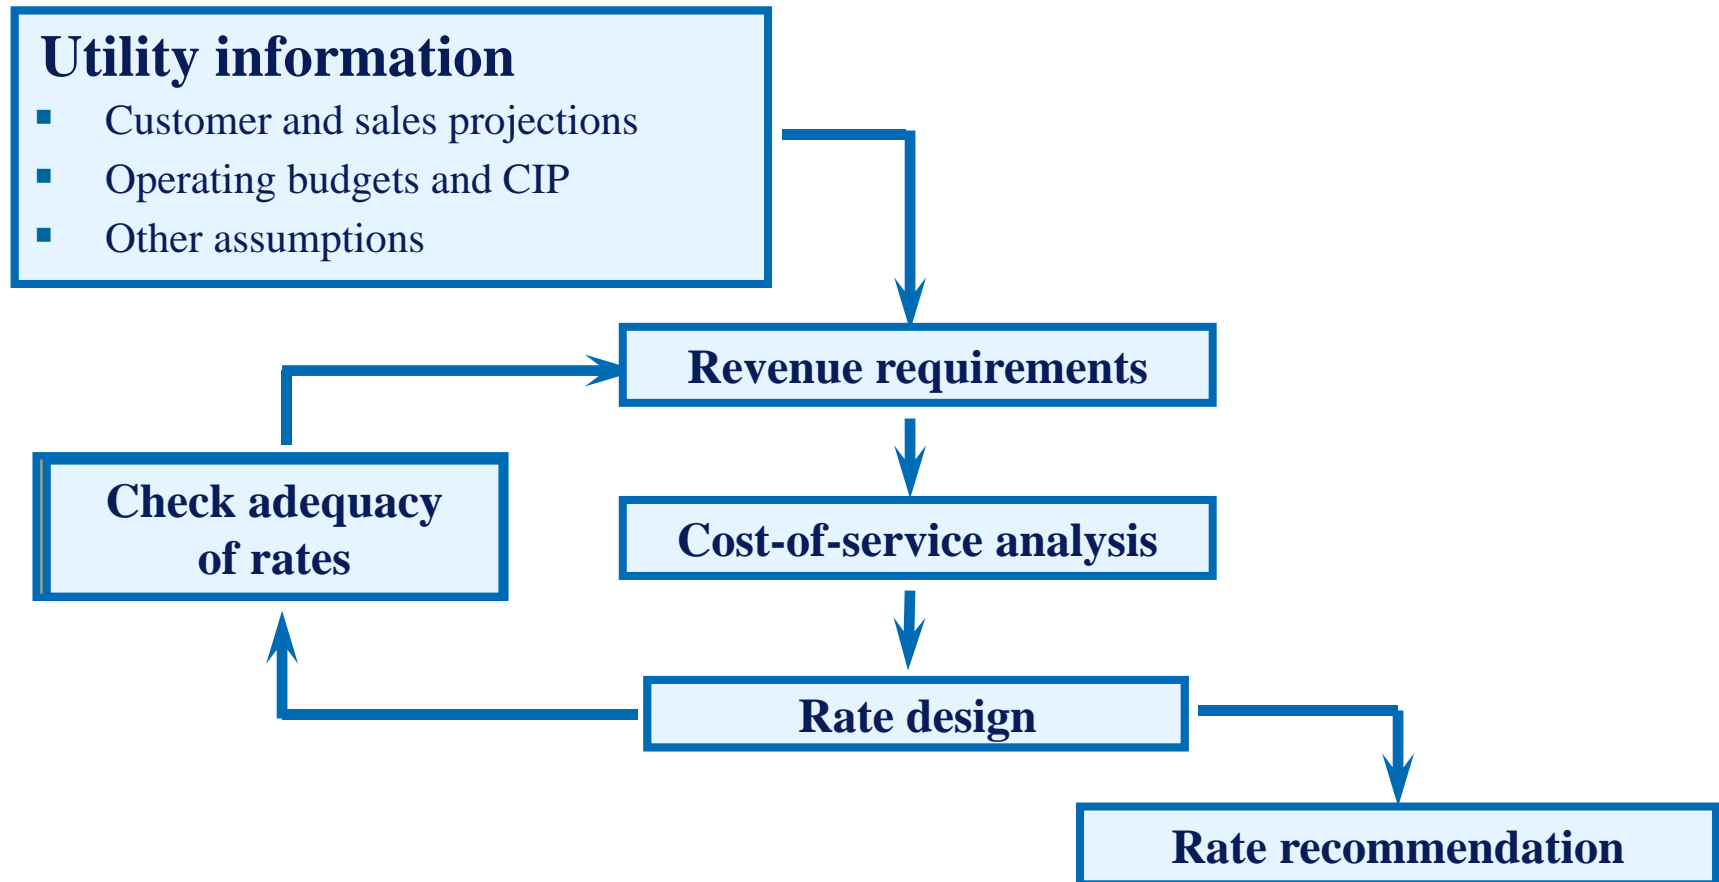 Utility information
▪ Customer and sales projections
▪ Operating budgets and CIP
▪ Other assumptions
Revenue requirements
Check adequacy
of rates
Cost-of-service analysis
Rate design
Rate recommendation